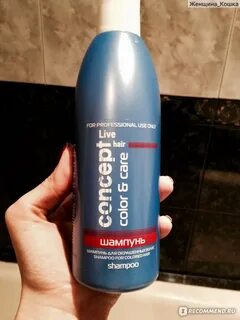 Женщина_Кошка
FOR PROFESSIONAL USE ONLY
Live
hair
concept
color & care
шампунь
ШАМПУНЬ ДЛЯ ОКРАШЕННЫХ ВОЛОС
SHAMPOO FOR COLORED HAIR
shampoo
IRECOMMEND.RU